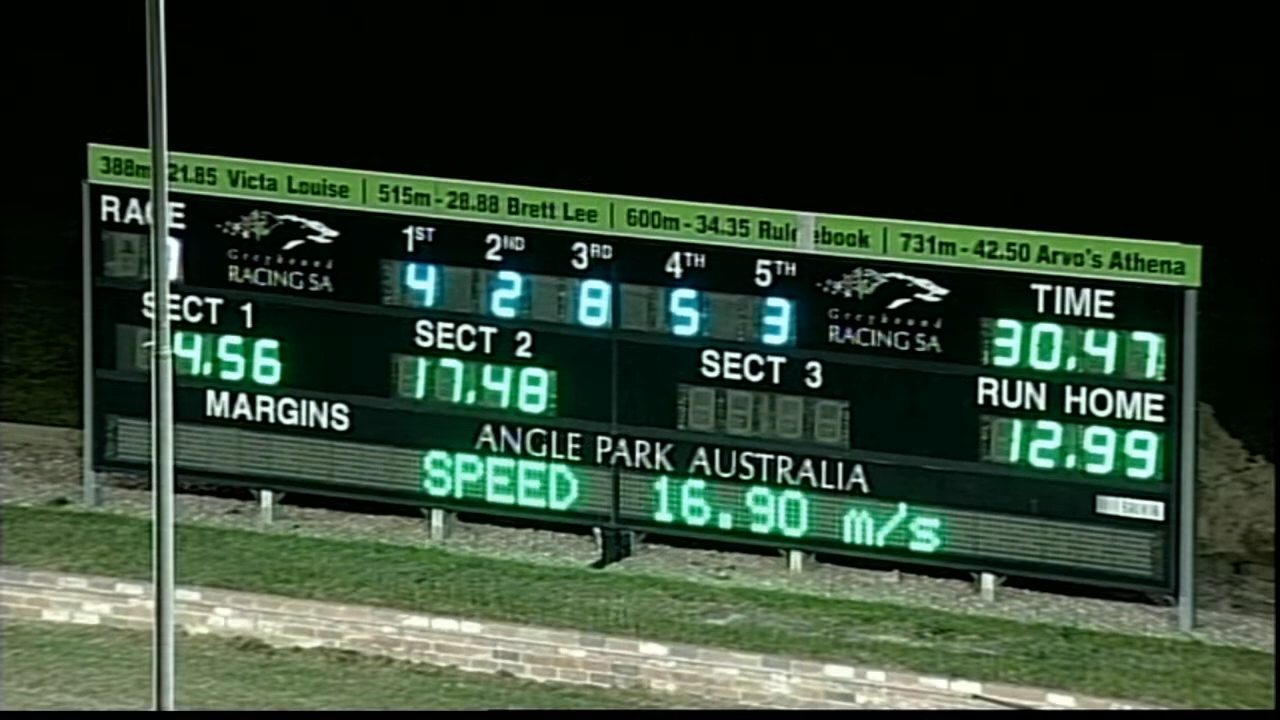 388m - 21.85 Victa Louise | 515m - 28.88 Brett Lee | 600m - 34.35 Rulebook | 731m - 42.50 Arvo's Athena
RACE
Greyhound
RACING SA
1ST 2ND 3RD 4TH 5TH
4 2 8 5 3
Greyhound
RACING SA
TIME
30.47
SECT 1
4.56
SECT 2
17.48
SECT 3
RUN HOME
12.99
MARGINS
ANGLE PARK AUSTRALIA
SPEED 16.90 m/s